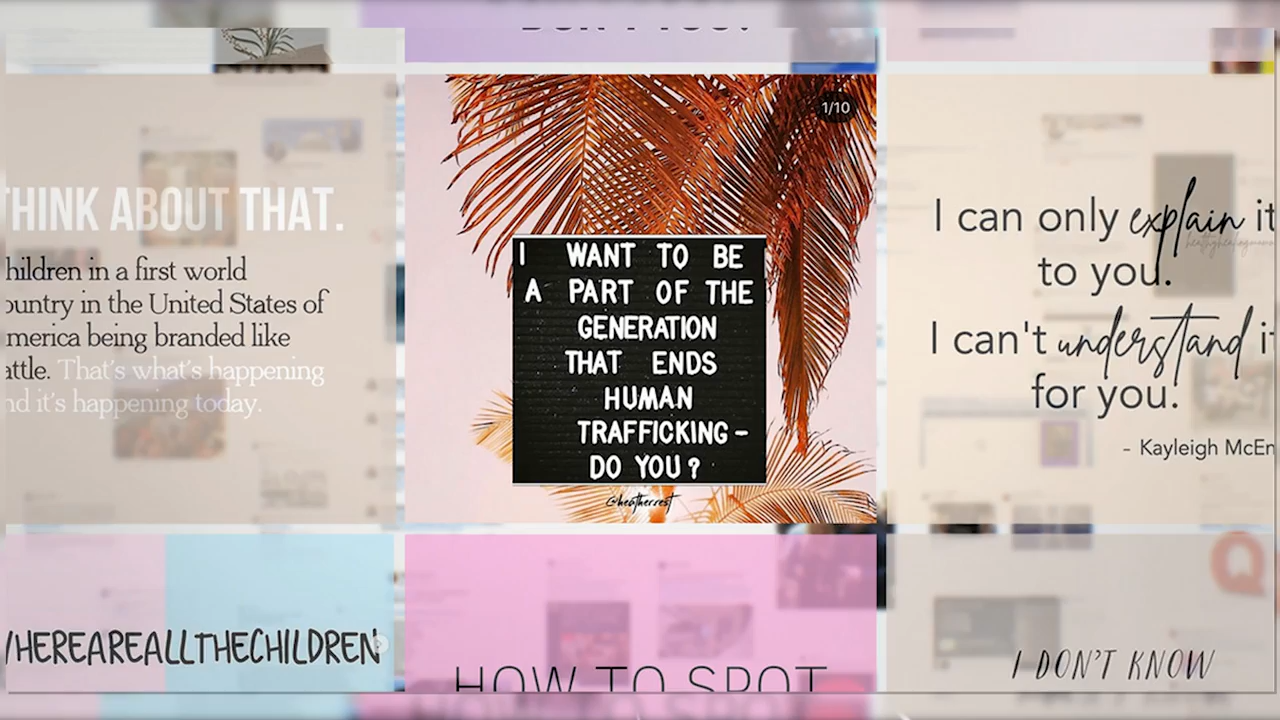 THINK ABOUT THAT.
hildren in a first world
ountry in the United States of
merica being branded like
attle. That's what's happening
nd it's happening today.
1/10
I WANT TO BE
A PART OF THE
GENERATION
THAT ENDS
HUMAN
TRAFFICKING -
DO YOU?
@heatherrest
I can only explain it
to you.
I can't understand it
for you.
- Kayleigh McEn
HEREAREALLTHECHILDREN
HOW TO SPOT
Q
I DON'T KNOW